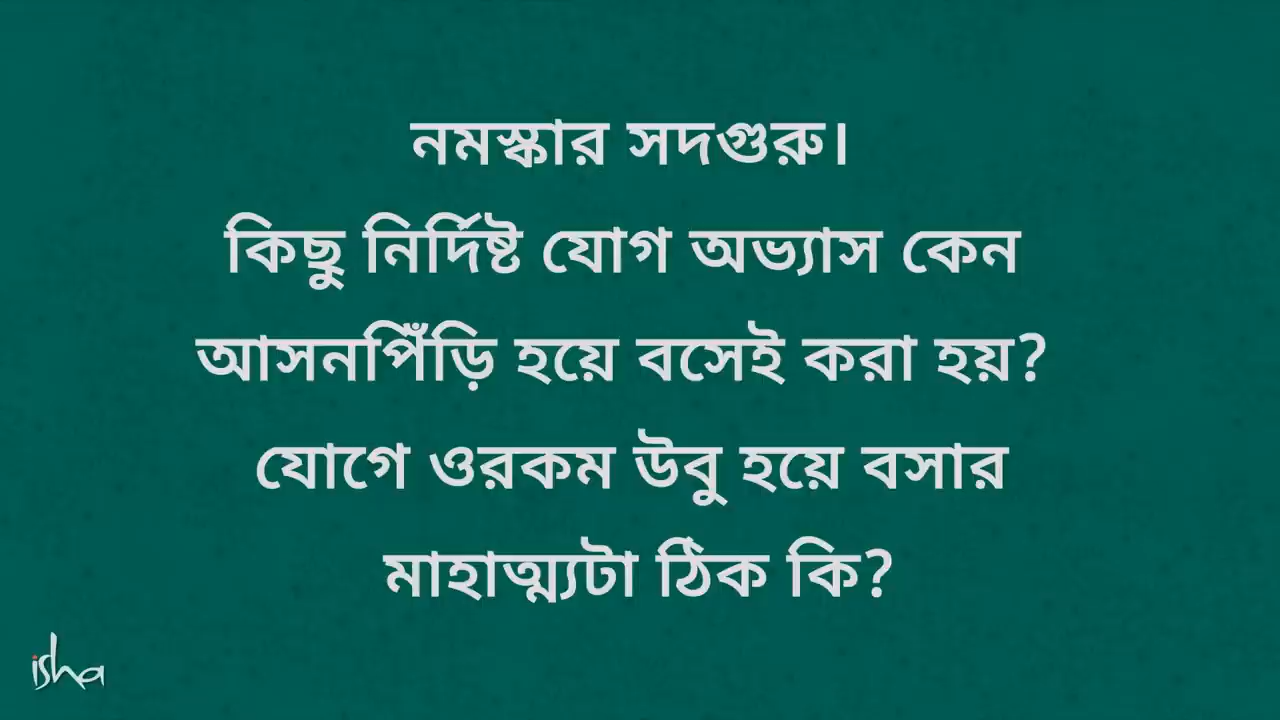 নমস্কার সদগুরু।
কিছু নির্দিষ্ট যোগ অভ্যাস কেন
আসনপিঁড়ি হয়ে বসেই করা হয়?
যোগে ওরকম উবু হয়ে বসার
মাহাত্ম্যটা ঠিক কি?
isha